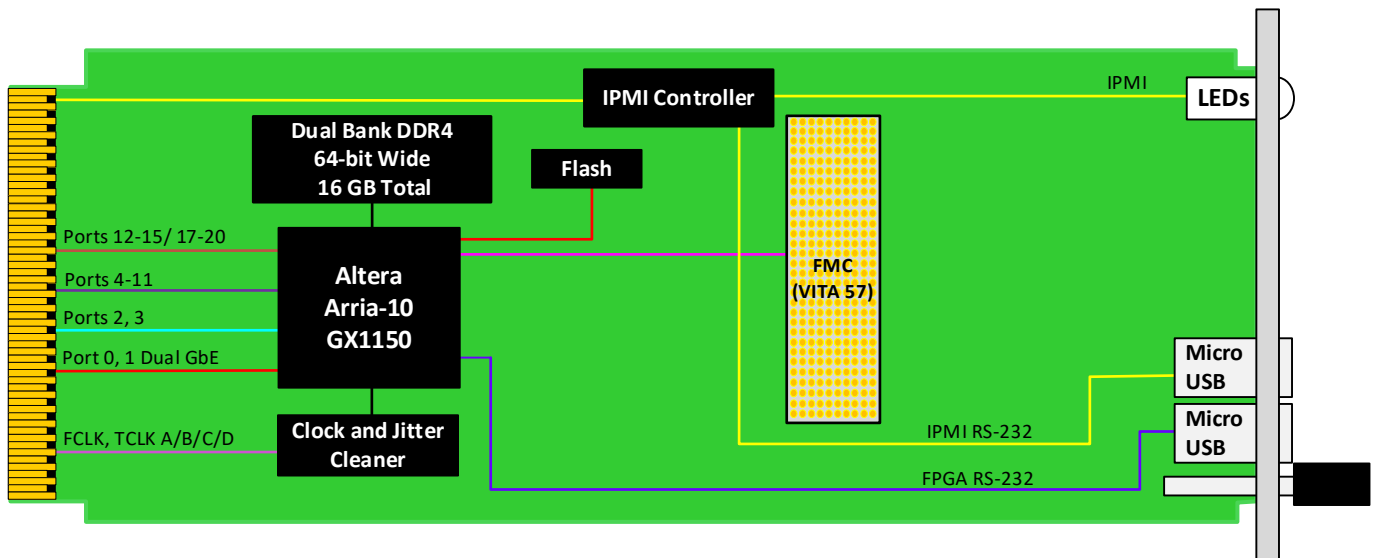 IPMI
IPMI Controller
LEDs
Dual Bank DDR4
64-bit Wide
16 GB Total
Flash
Ports 12-15/ 17-20
Ports 4-11
Ports 2, 3
Port 0, 1 Dual GbE
FCLK, TCLK A/B/C/D
Altera
Arria-10
GX1150
Clock and Jitter
Cleaner
FMC
(VITA 57)
Micro
USB
Micro
USB
IPMI RS-232
FPGA RS-232